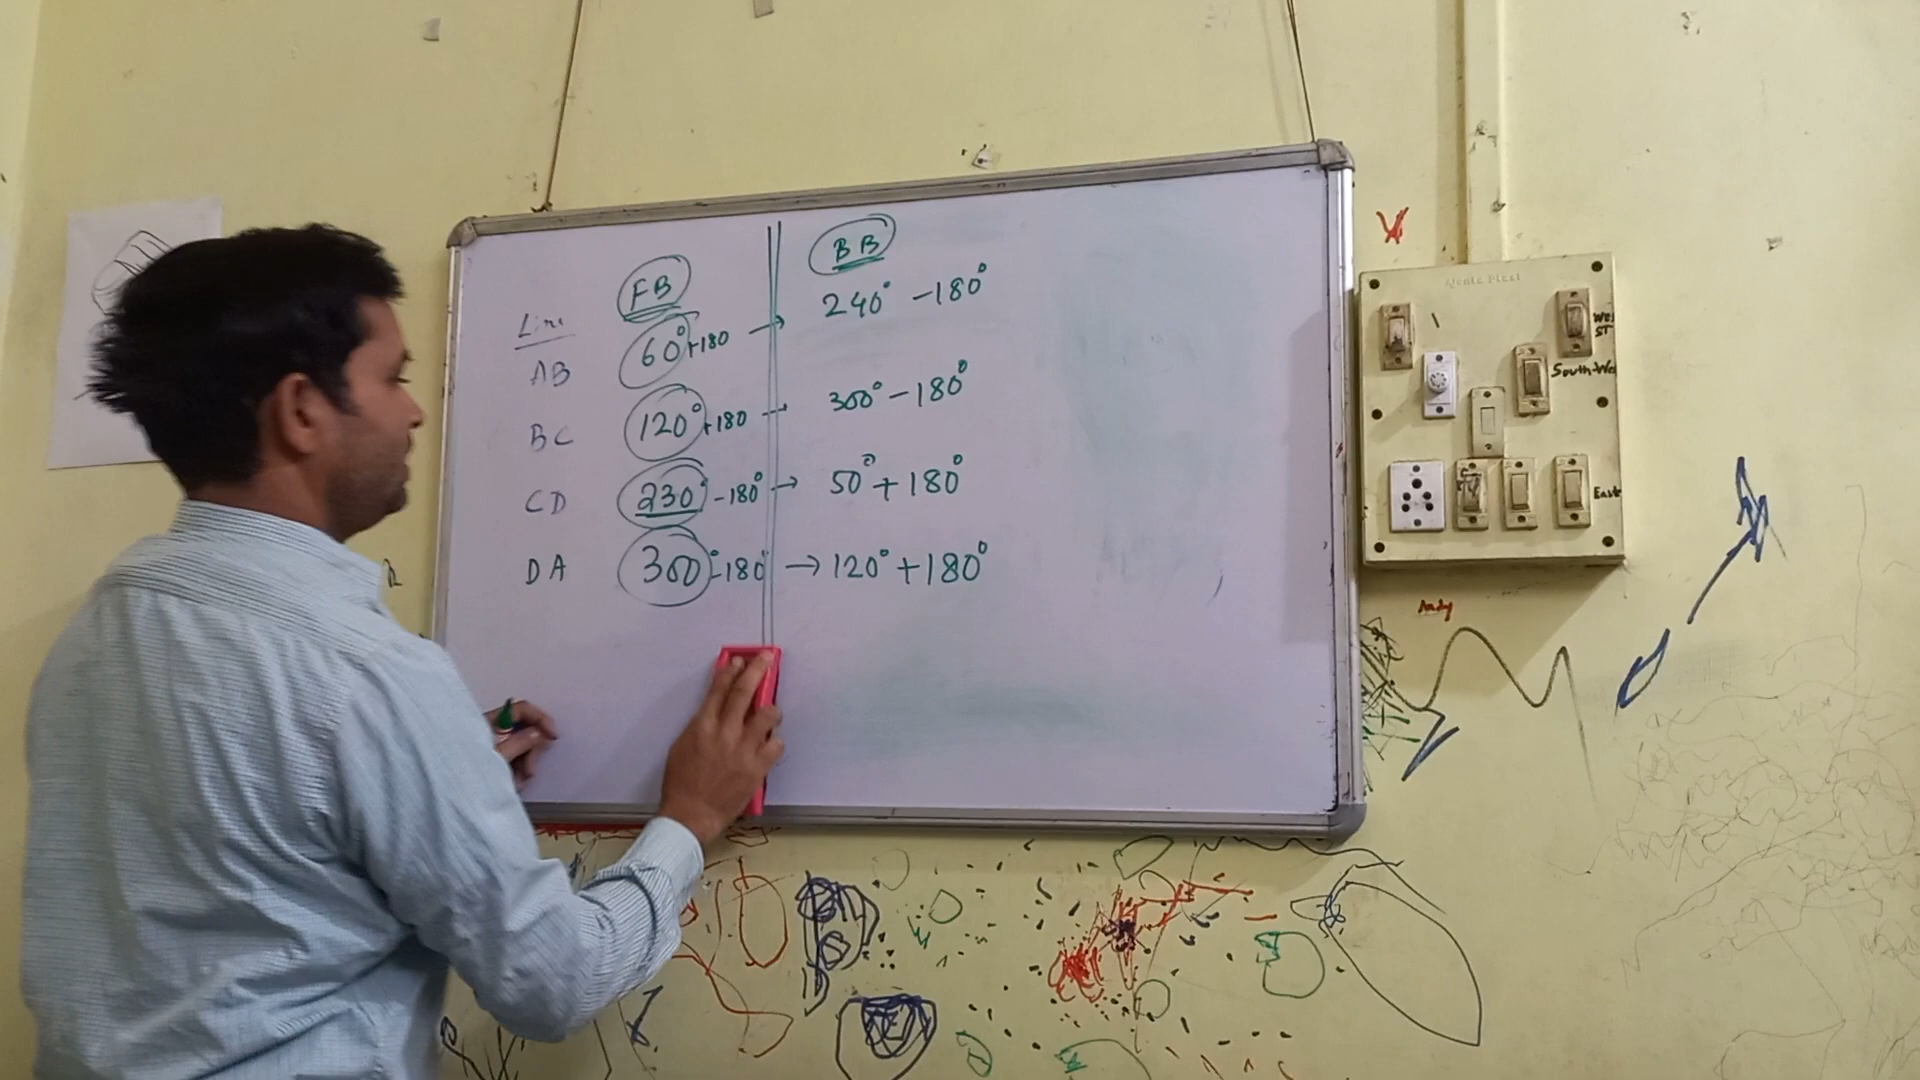 FB BB
Line
AB 60°+180 → 240° -180°
BC 120°+180 → 300° -180°
CD 230° -180° → 50° +180°
DA 300° -180° → 120° +180°
South-We
East
Andy